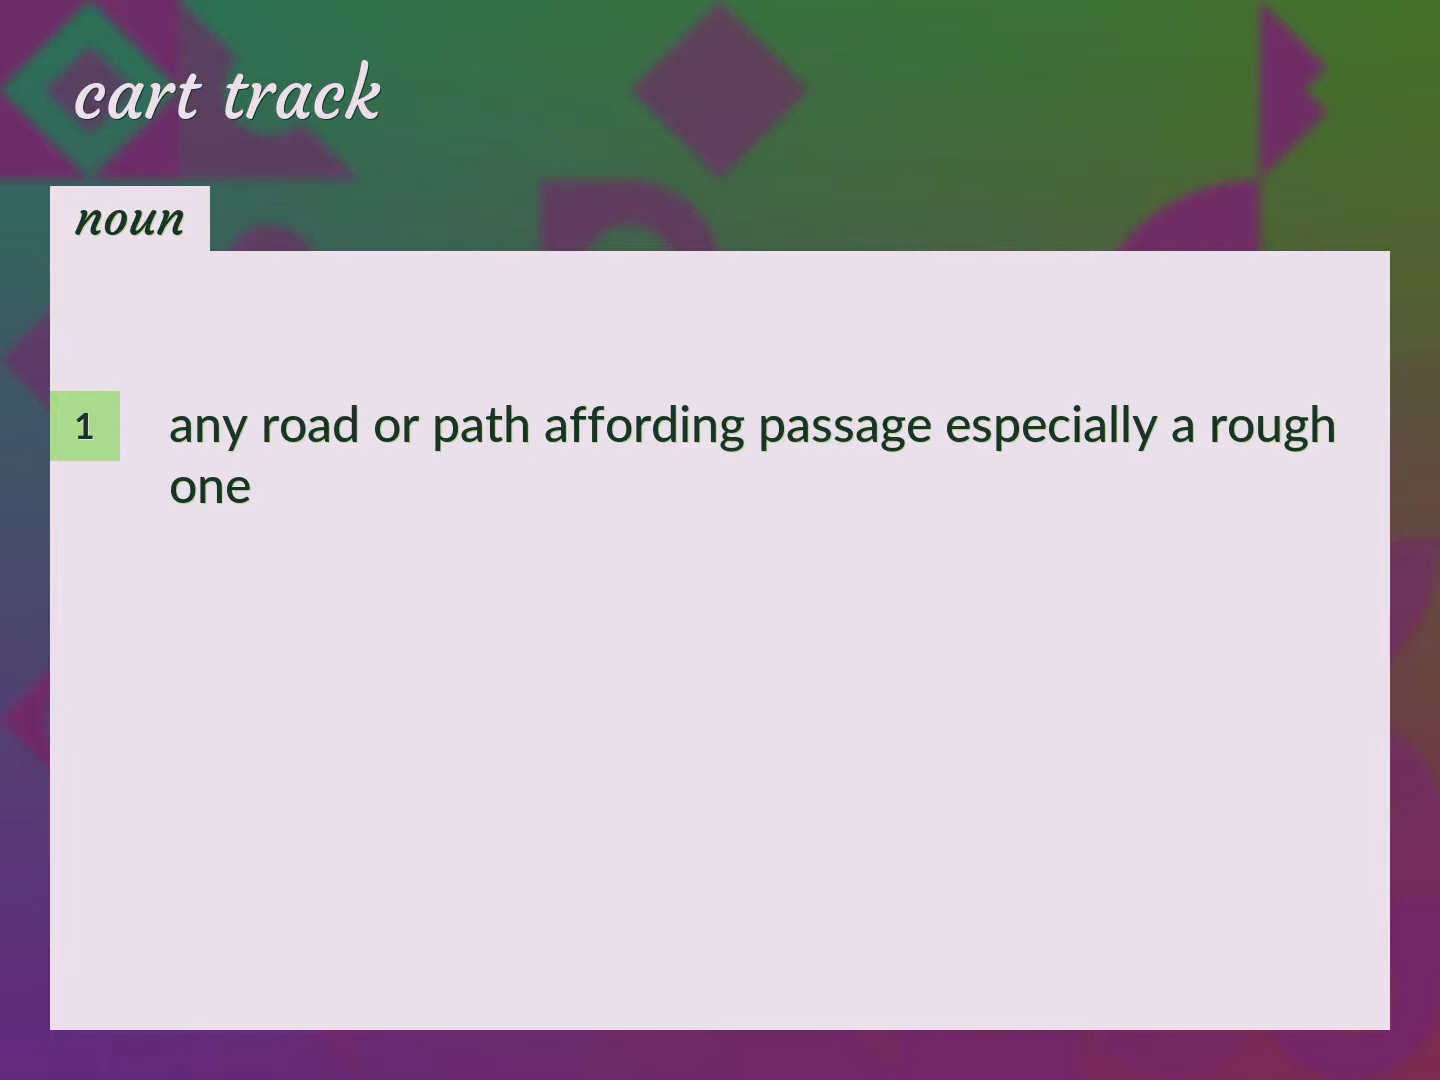 cart track
noun
1 any road or path affording passage especially a rough
one